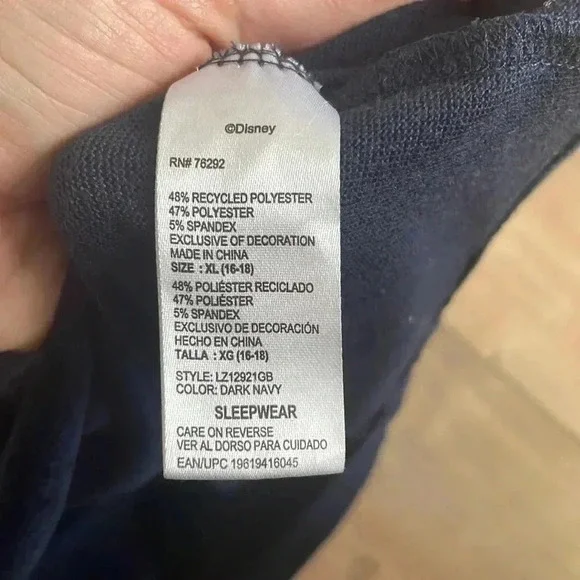 ©Disney
RN# 76292
48% RECYCLED POLYESTER
47% POLYESTER
5% SPANDEX
EXCLUSIVE OF DECORATION
MADE IN CHINA
SIZE : XL (16-18)
48% POLIÉSTER RECICLADO
47% POLIÉSTER
5% SPANDEX
EXCLUSIVO DE DECORACIÓN
HECHO EN CHINA
TALLA : XG (16-18)
STYLE: LZ12921GB
COLOR: DARK NAVY
SLEEPWEAR
CARE ON REVERSE
VER AL DORSO PARA CUIDADO
EAN/UPC 19619416045